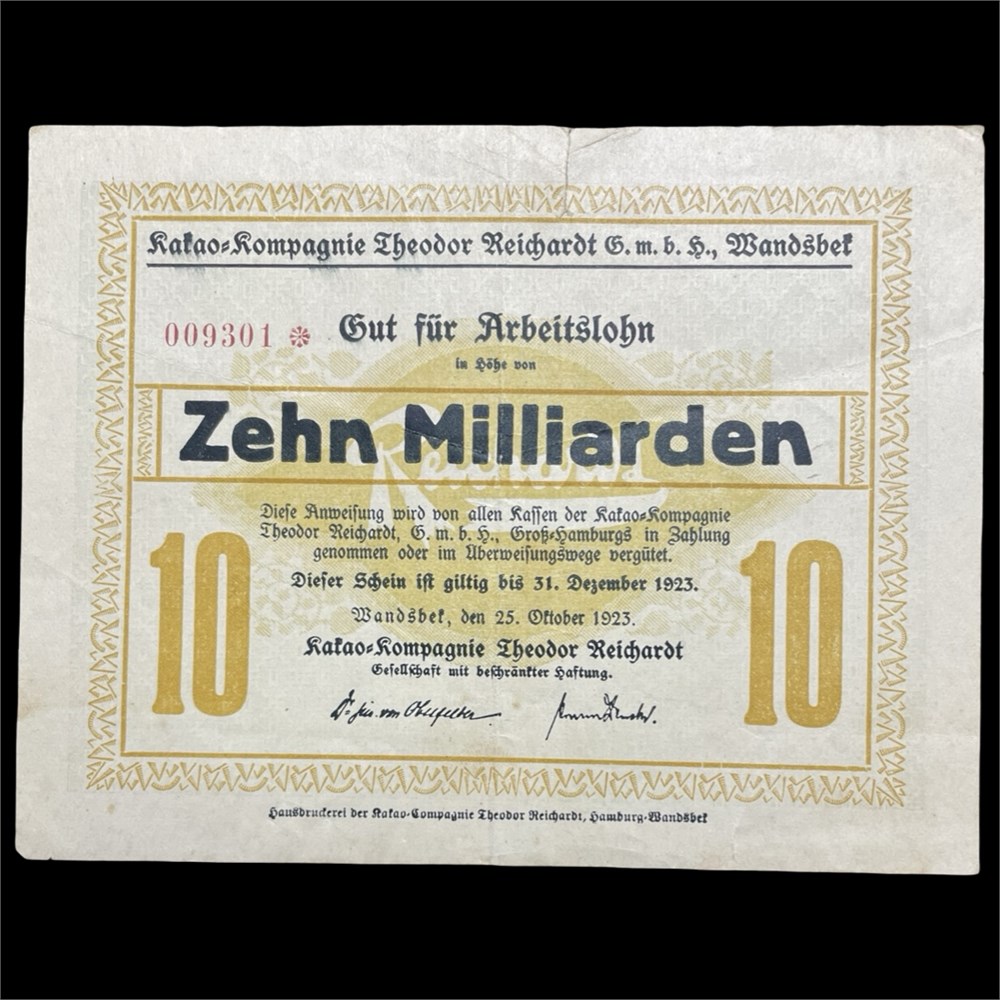 Kakao-Kompagnie Theodor Reichardt G. m. b. H., Wandsbek
009301 * Gut für Arbeitslohn
in Höhe von
Zehn Milliarden
Reichardt
Diese Anweisung wird von allen Kassen der Kakao-Kompagnie
Theodor Reichardt, G. m. b. H., Groß-Hamburgs in Zahlung
genommen oder im Überweisungswege vergütet.
10 10
Dieser Schein ist giltig bis 31. Dezember 1923.
Wandsbek, den 25. Oktober 1923.
Kakao-Kompagnie Theodor Reichardt
Gesellschaft mit beschränkter Haftung.
Hausdruckerei der Kakao-Compagnie Theodor Reichardt, Hamburg-Wandsbek